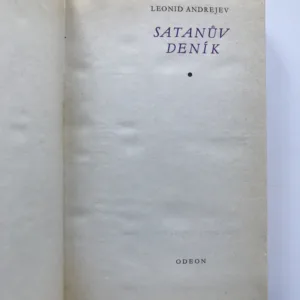 LEONID ANDREJEV
SATANŮV
DENÍK
ODEON